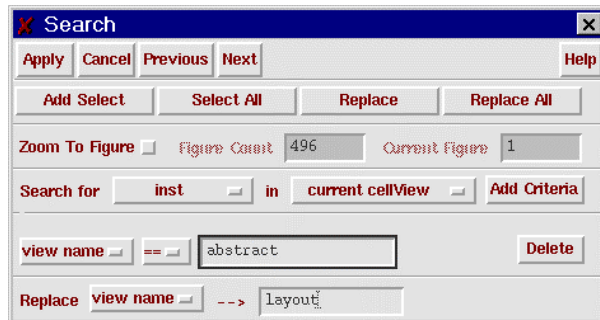 Search
Apply Cancel Previous Next Help
Add Select Select All Replace Replace All
Zoom To Figure Figure Count 496 Current Figure 1
Search for inst in current cellView Add Criteria
view name == abstract Delete
Replace view name --> layout